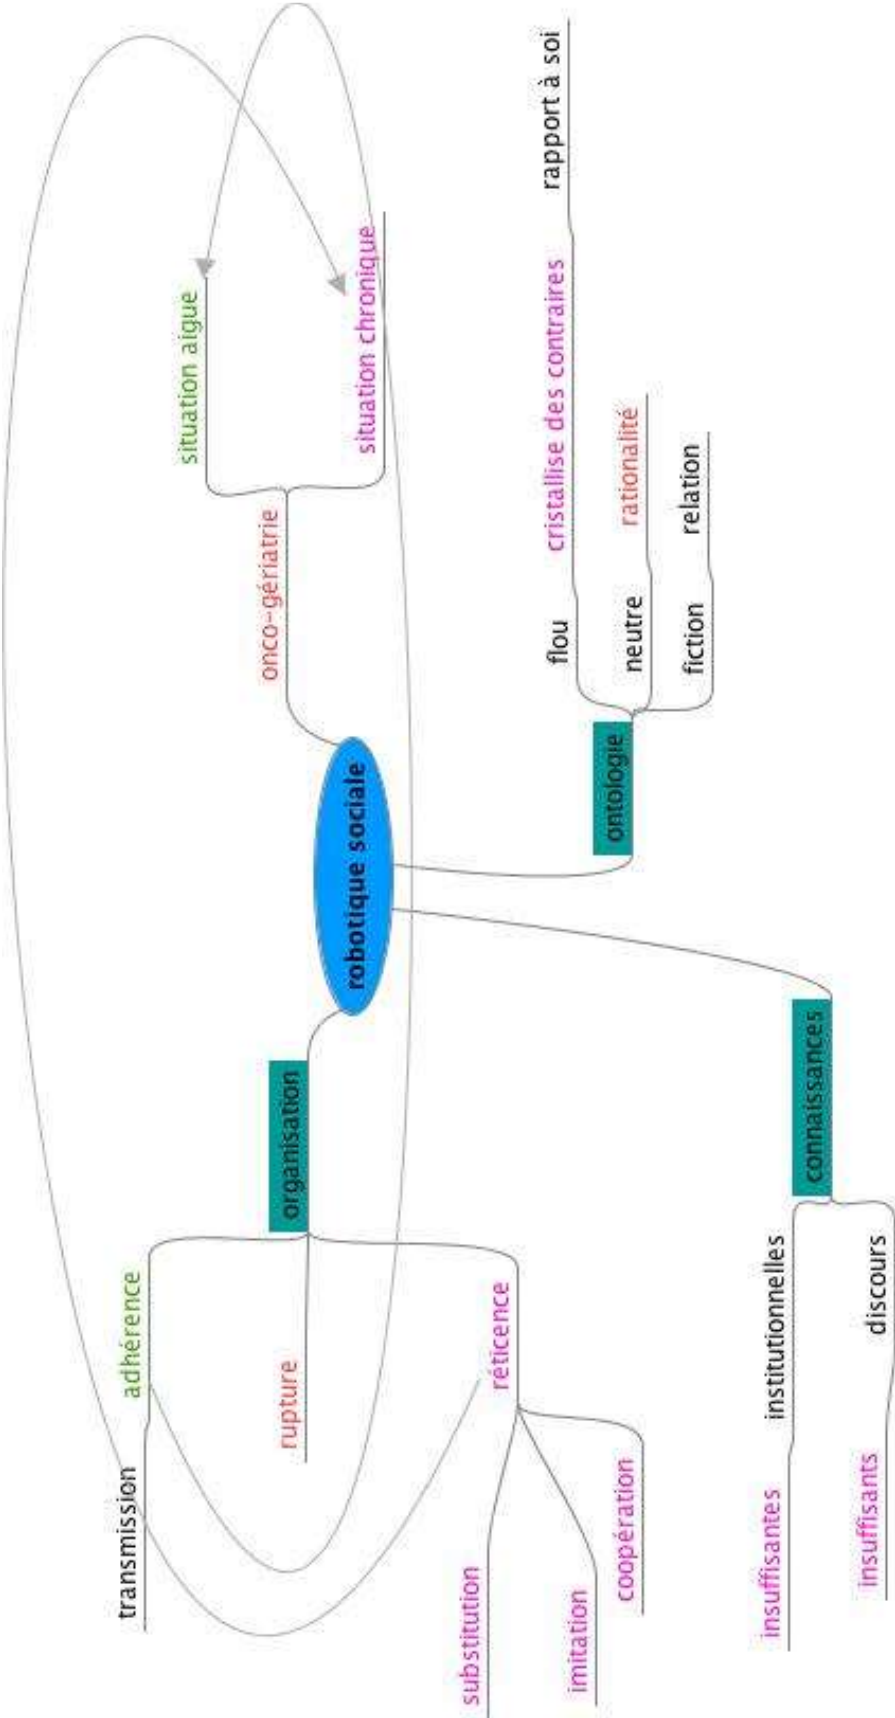 transmission
adhérence
organisation
rupture
réticence
substitution
imitation
coopération
robotique sociale
onco-gériatrie
situation aigue
situation chronique
ontologie
flou
cristallise des contraires
rapport à soi
neutre
rationalité
fiction
relation
connaissances
institutionnelles
insuffisantes
discours
insuffisants